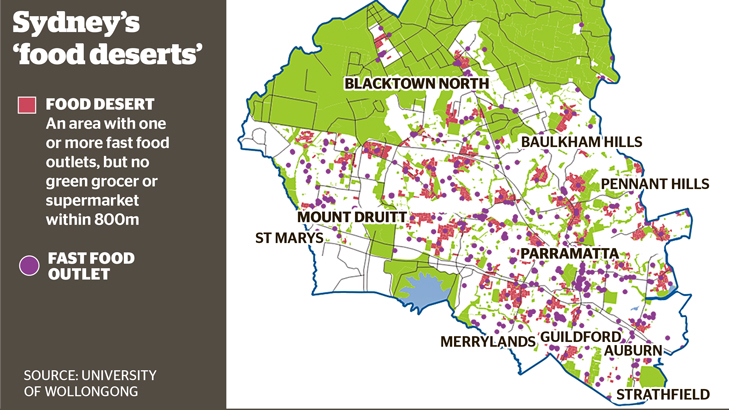 Sydney's
'food deserts'
FOOD DESERT
An area with one
or more fast food
outlets, but no
green grocer or
supermarket
within 800m
FAST FOOD
OUTLET
SOURCE: UNIVERSITY
OF WOLLONGONG
BLACKTOWN NORTH
BAULKHAM HILLS
PENNANT HILLS
MOUNT DRUITT
ST MARYS
PARRAMATTA
MERRYLANDS
GUILDFORD
AUBURN
STRATHFIELD